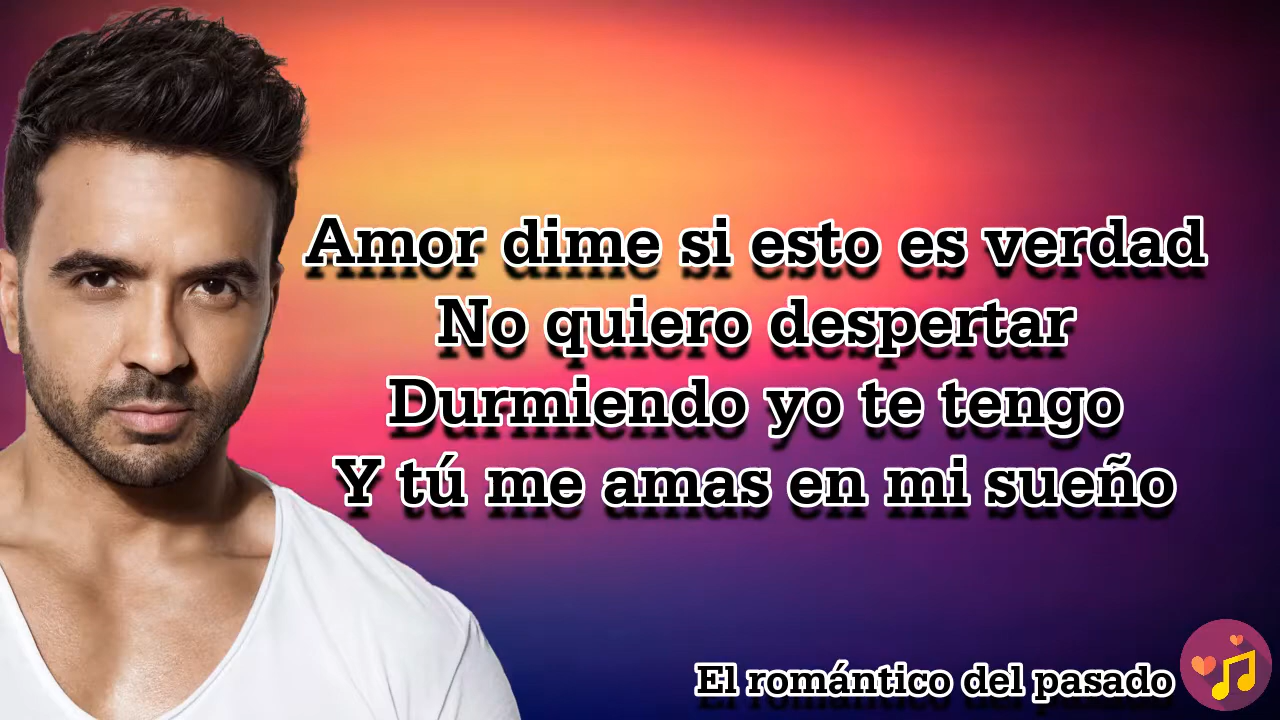 Amor dime si esto es verdad
No quiero despertar
Durmiendo yo te tengo
Y tú me amas en mi sueño
El romántico del pasado